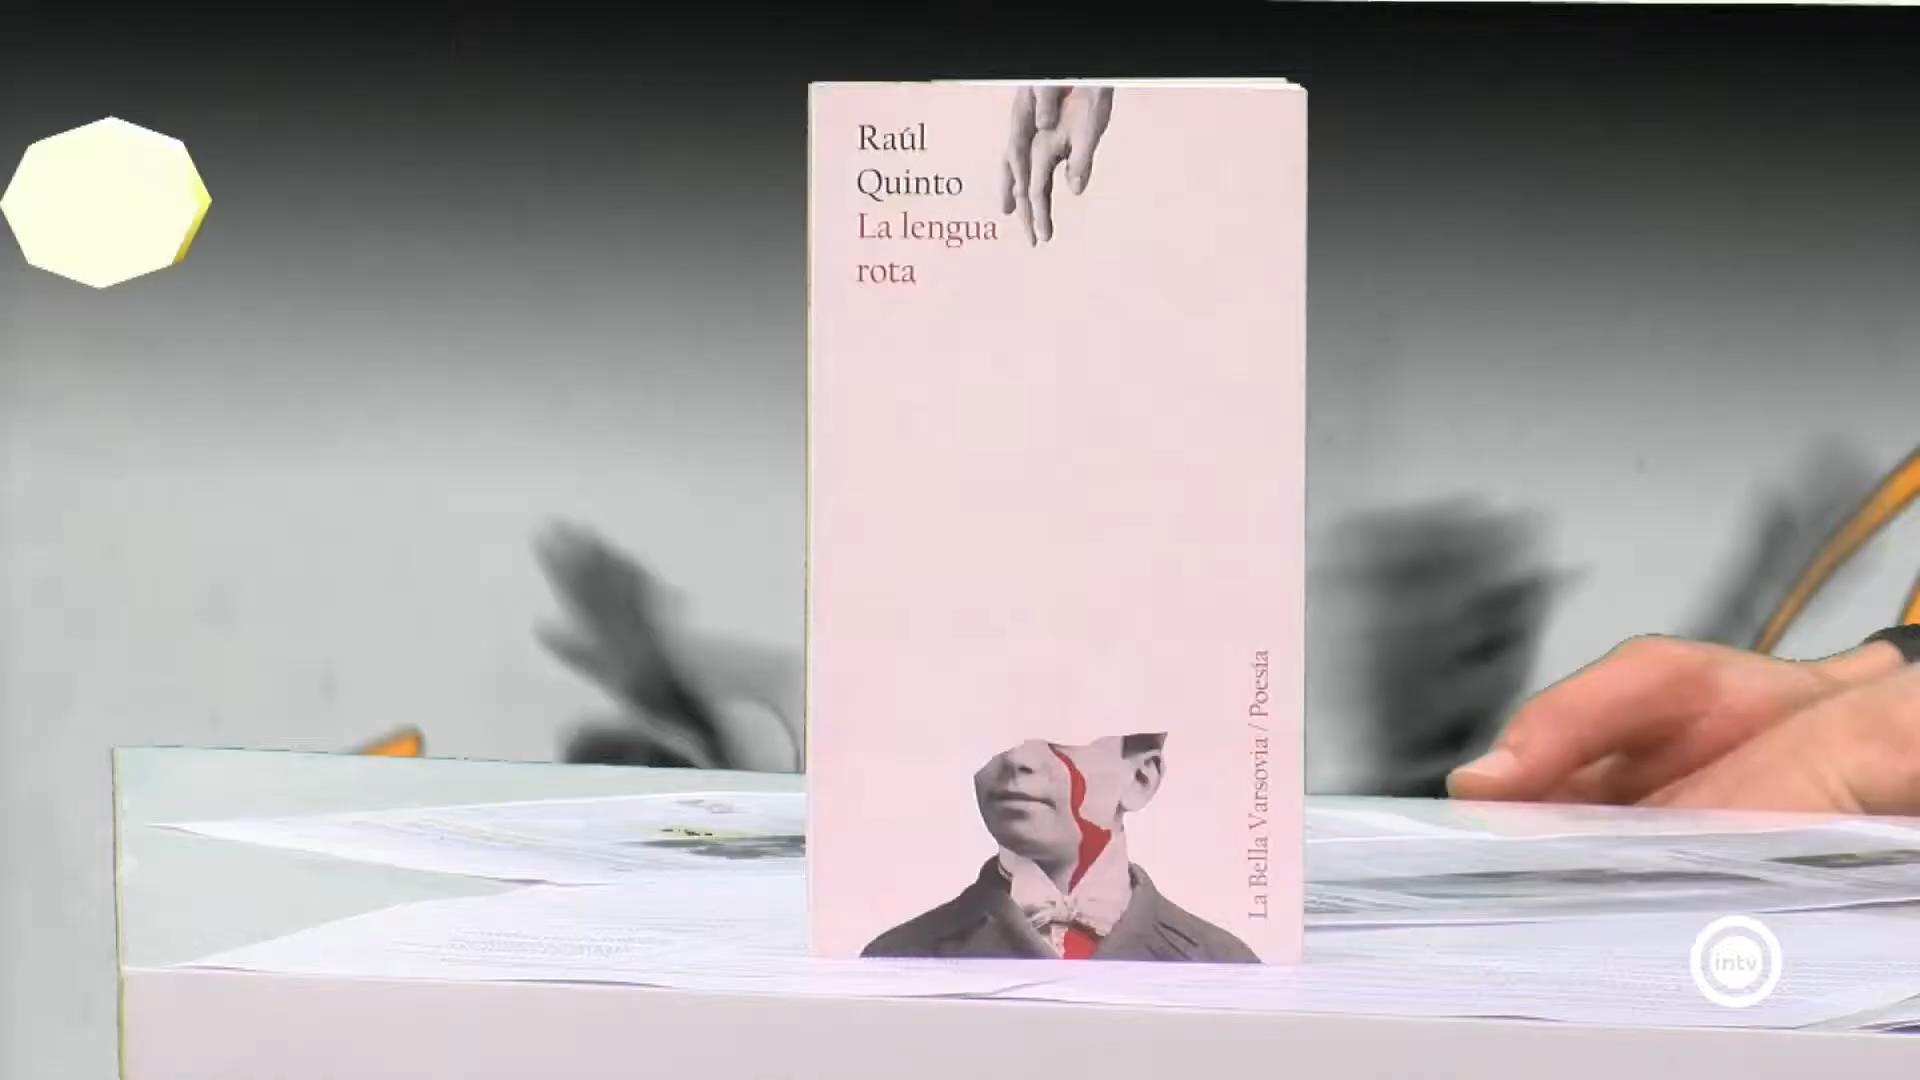 Raúl
Quinto
La lengua
rota
La Bella Varsovia / Poesía
intv